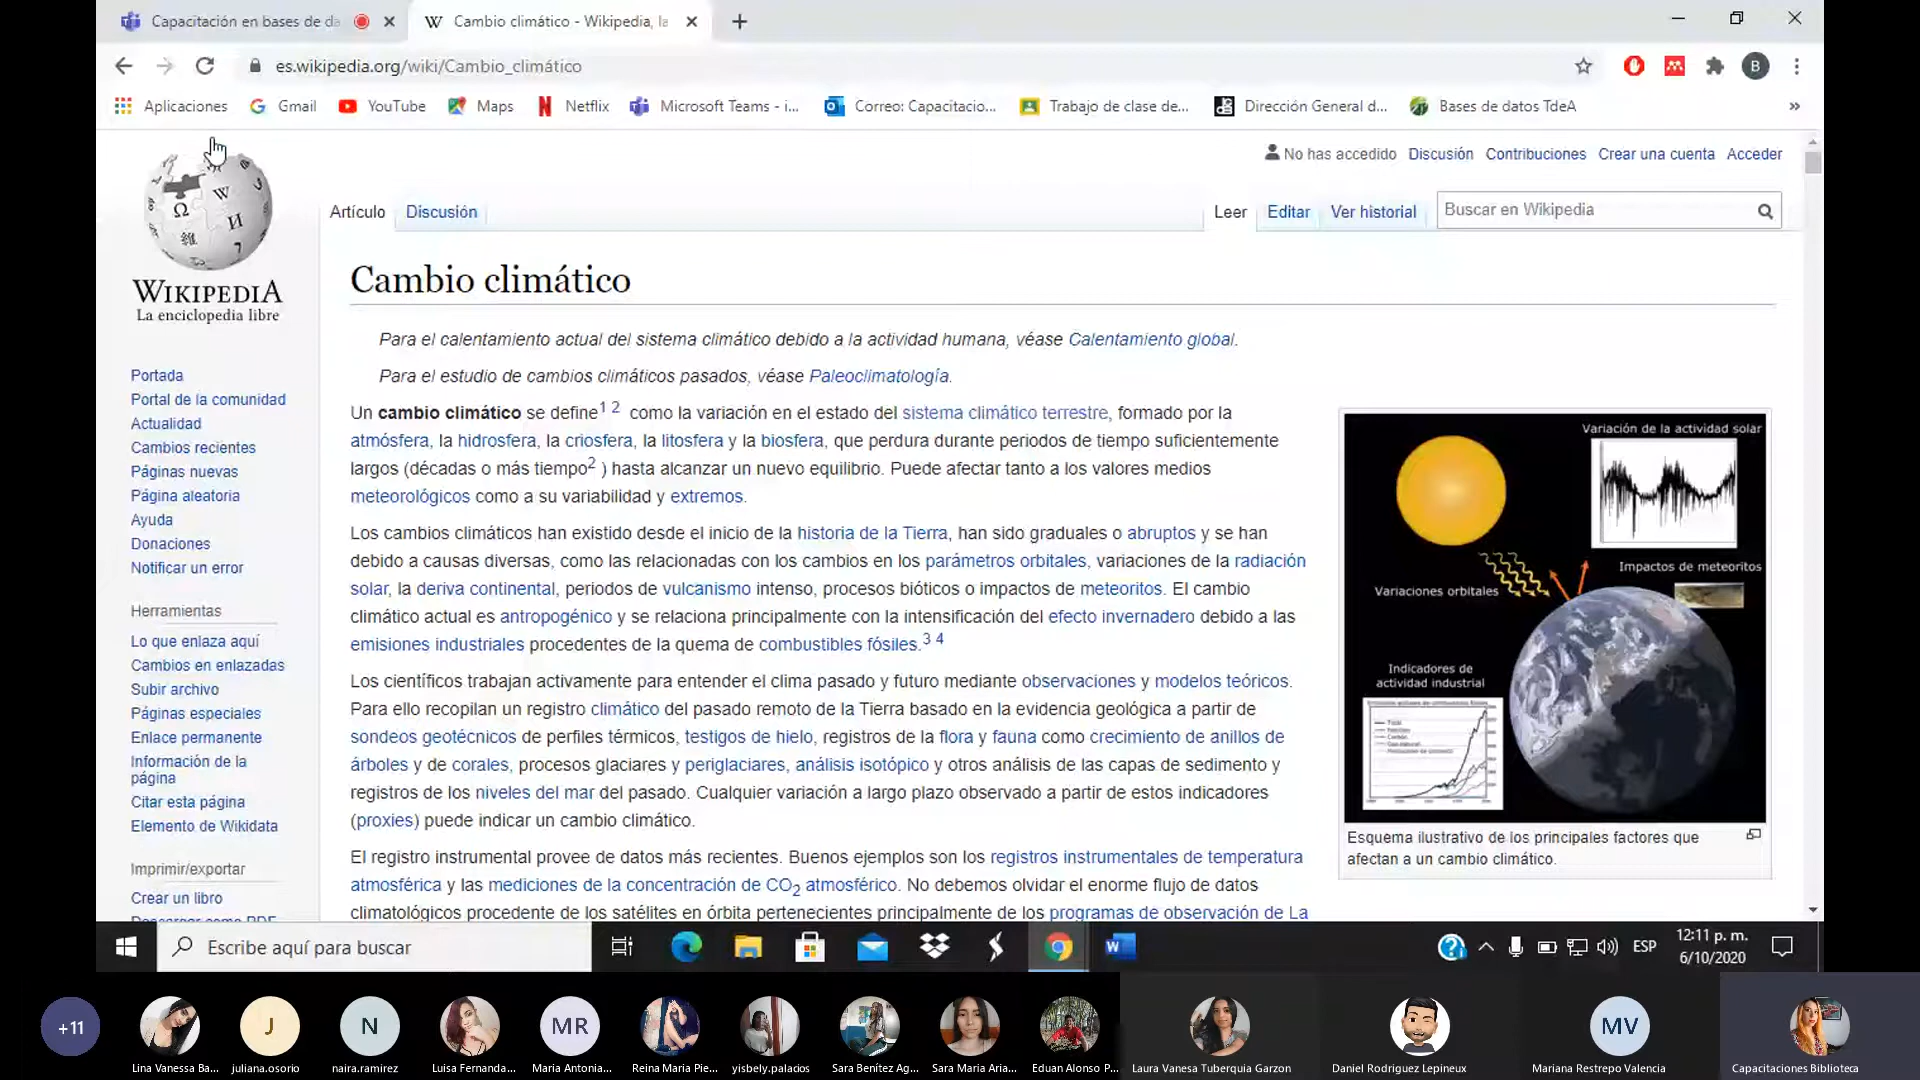 Capacitación en bases de da
Cambio climático - Wikipedia, la
es.wikipedia.org/wiki/Cambio_climático
B
Aplicaciones
Gmail
YouTube
Maps
Netflix
Microsoft Teams - i...
Correo: Capacitacio...
Trabajo de clase de...
Dirección General d...
Bases de datos TdeA
No has accedido
Discusión
Contribuciones
Crear una cuenta
Acceder
Artículo
Discusión
Leer
Editar
Ver historial
Buscar en Wikipedia
WIKIPEDIA
La enciclopedia libre
Portada
Portal de la comunidad
Actualidad
Cambios recientes
Páginas nuevas
Página aleatoria
Ayuda
Donaciones
Notificar un error
Herramientas
Lo que enlaza aquí
Cambios en enlazadas
Subir archivo
Páginas especiales
Enlace permanente
Información de la
página
Citar esta página
Elemento de Wikidata
Imprimir/exportar
Crear un libro
Descargar como PDF
Cambio climático
Para el calentamiento actual del sistema climático debido a la actividad humana, véase Calentamiento global.
Para el estudio de cambios climáticos pasados, véase Paleoclimatología.
Un cambio climático se define1 2 como la variación en el estado del sistema climático terrestre, formado por la
atmósfera, la hidrosfera, la criosfera, la litosfera y la biosfera, que perdura durante periodos de tiempo suficientemente
largos (décadas o más tiempo2 ) hasta alcanzar un nuevo equilibrio. Puede afectar tanto a los valores medios
meteorológicos como a su variabilidad y extremos.
Los cambios climáticos han existido desde el inicio de la historia de la Tierra, han sido graduales o abruptos y se han
debido a causas diversas, como las relacionadas con los cambios en los parámetros orbitales, variaciones de la radiación
solar, la deriva continental, periodos de vulcanismo intenso, procesos bióticos o impactos de meteoritos. El cambio
climático actual es antropogénico y se relaciona principalmente con la intensificación del efecto invernadero debido a las
emisiones industriales procedentes de la quema de combustibles fósiles.3 4
Los científicos trabajan activamente para entender el clima pasado y futuro mediante observaciones y modelos teóricos.
Para ello recopilan un registro climático del pasado remoto de la Tierra basado en la evidencia geológica a partir de
sondeos geotécnicos de perfiles térmicos, testigos de hielo, registros de la flora y fauna como crecimiento de anillos de
árboles y de corales, procesos glaciares y periglaciares, análisis isotópico y otros análisis de las capas de sedimento y
registros de los niveles del mar del pasado. Cualquier variación a largo plazo observado a partir de estos indicadores
(proxies) puede indicar un cambio climático.
El registro instrumental provee de datos más recientes. Buenos ejemplos son los registros instrumentales de temperatura
atmosférica y las mediciones de la concentración de CO2 atmosférico. No debemos olvidar el enorme flujo de datos
climatológicos procedente de los satélites en órbita pertenecientes principalmente de los programas de observación de La
Variación de la actividad solar
Impactos de meteoritos
Variaciones orbitales
Indicadores de
actividad industrial
Esquema ilustrativo de los principales factores que
afectan a un cambio climático.
Escribe aquí para buscar
ESP
12:11 p. m.
6/10/2020
+11
J
N
MR
MV
Lina Vanessa Ba...
juliana.osorio
naira.ramirez
Luisa Fernanda...
Maria Antonia...
Reina Maria Pie...
yisbely.palacios
Sara Benítez Ag...
Sara Maria Aria...
Eduan Alonso P...
Laura Vanesa Tuberquia Garzon
Daniel Rodriguez Lepineux
Mariana Restrepo Valencia
Capacitaciones Biblioteca